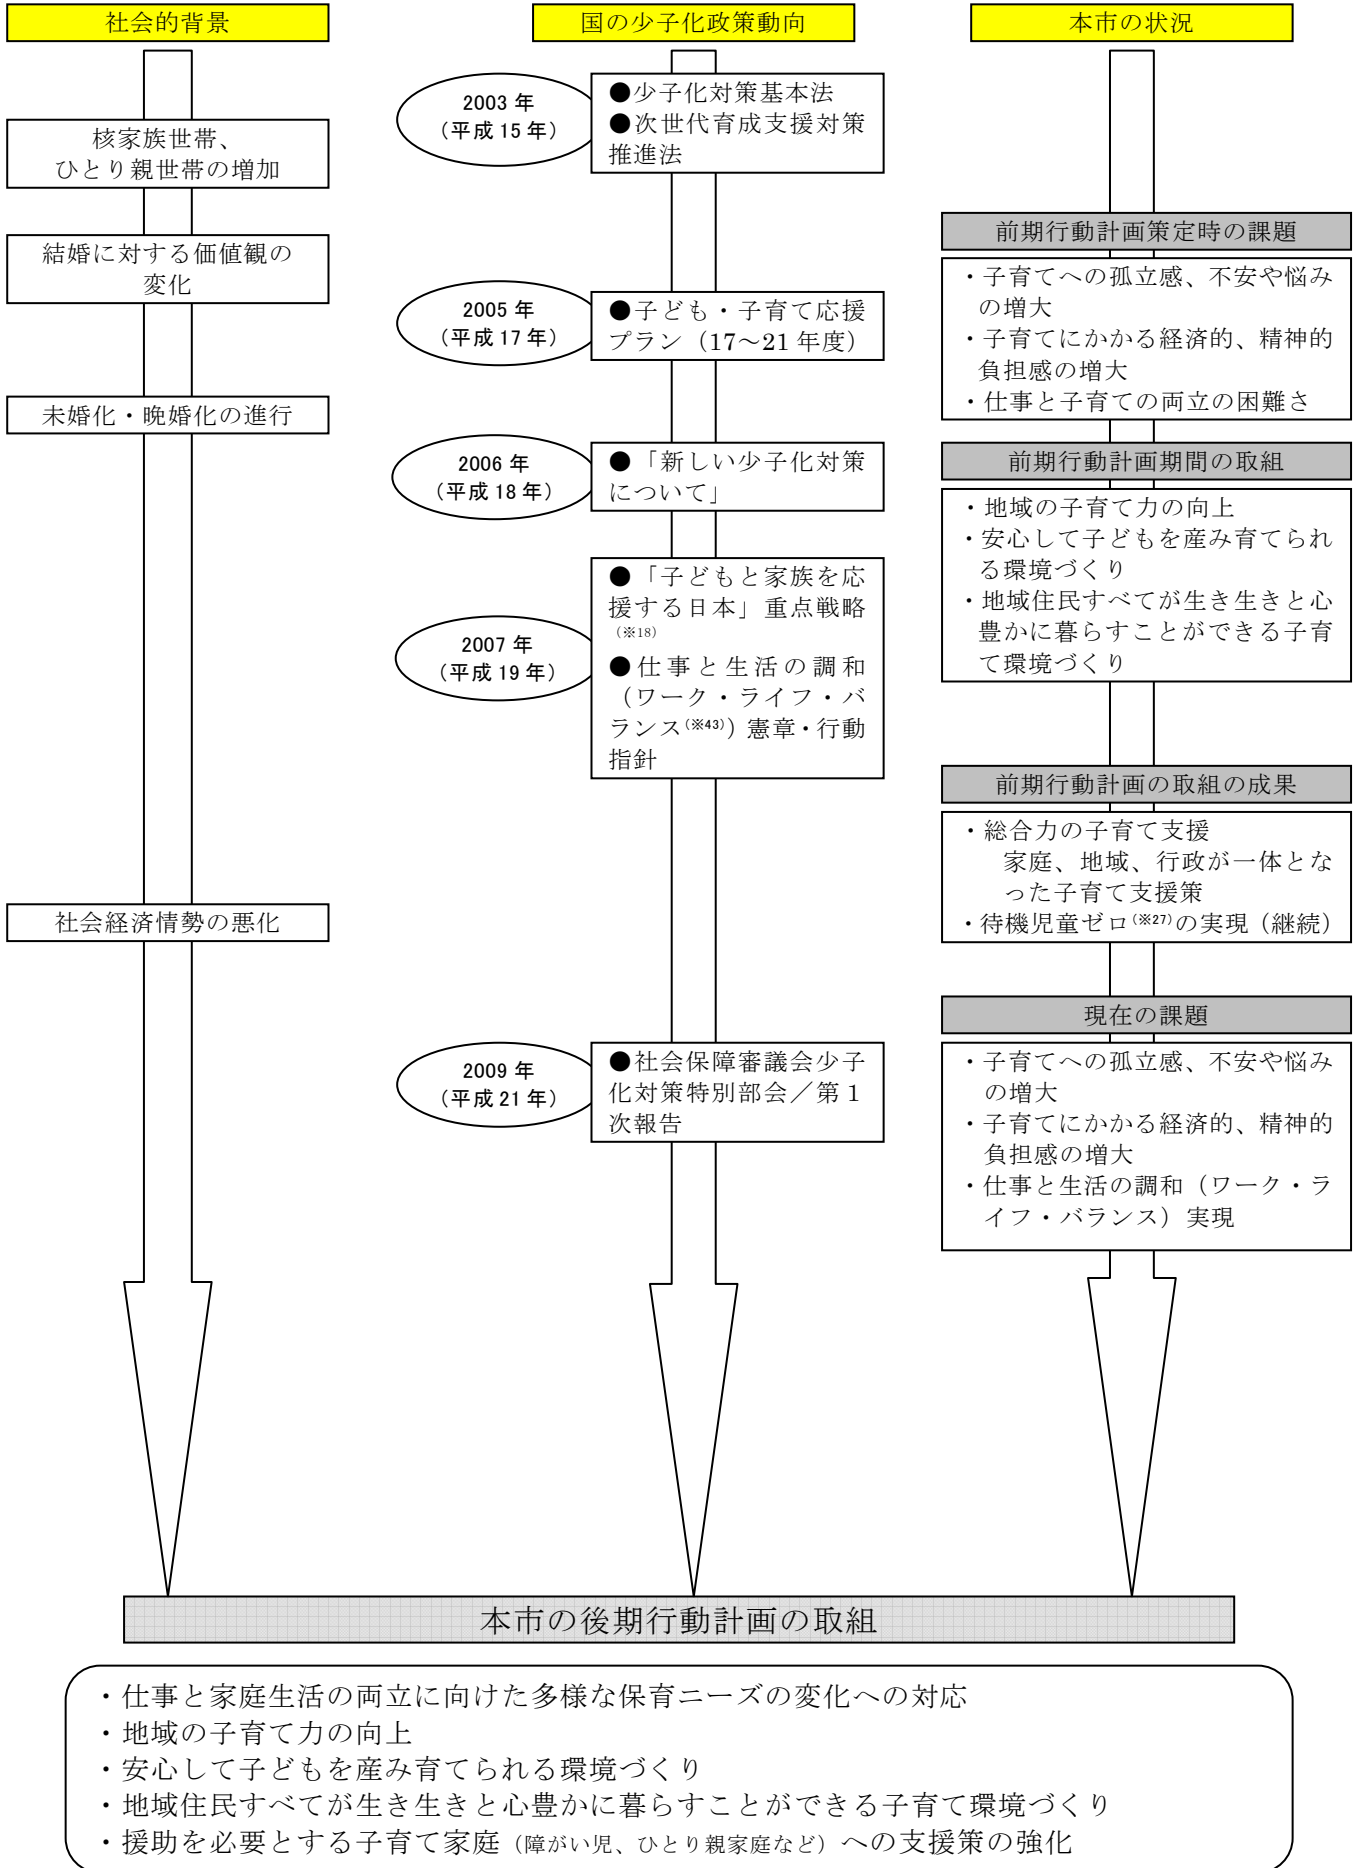 社会的背景
核家族世帯、
ひとり親世帯の増加
結婚に対する価値観の
変化
未婚化・晩婚化の進行
社会経済情勢の悪化
国の少子化政策動向
2003 年
（平成 15 年）
●少子化対策基本法
●次世代育成支援対策
推進法
2005 年
（平成 17 年）
●子ども・子育て応援
プラン（17～21 年度）
2006 年
（平成 18 年）
●「新しい少子化対策
について」
2007 年
（平成 19 年）
●「子どもと家族を応
援する日本」重点戦略
（※18）
●仕事と生活の調和
（ワーク・ライフ・バ
ランス（※43））憲章・行動
指針
2009 年
（平成 21 年）
●社会保障審議会少子
化対策特別部会／第１
次報告
本市の状況
前期行動計画策定時の課題
・子育てへの孤立感、不安や悩み
の増大
・子育てにかかる経済的、精神的
負担感の増大
・仕事と子育ての両立の困難さ
前期行動計画期間の取組
・地域の子育て力の向上
・安心して子どもを産み育てられ
る環境づくり
・地域住民すべてが生き生きと心
豊かに暮らすことができる子育
て環境づくり
前期行動計画の取組の成果
・総合力の子育て支援
家庭、地域、行政が一体とな
った子育て支援策
・待機児童ゼロ（※27）の実現（継続）
現在の課題
・子育てへの孤立感、不安や悩み
の増大
・子育てにかかる経済的、精神的
負担感の増大
・仕事と生活の調和（ワーク・ラ
イフ・バランス）実現
本市の後期行動計画の取組
・仕事と家庭生活の両立に向けた多様な保育ニーズの変化への対応
・地域の子育て力の向上
・安心して子どもを産み育てられる環境づくり
・地域住民すべてが生き生きと心豊かに暮らすことができる子育て環境づくり
・援助を必要とする子育て家庭（障がい児、ひとり親家庭など）への支援策の強化